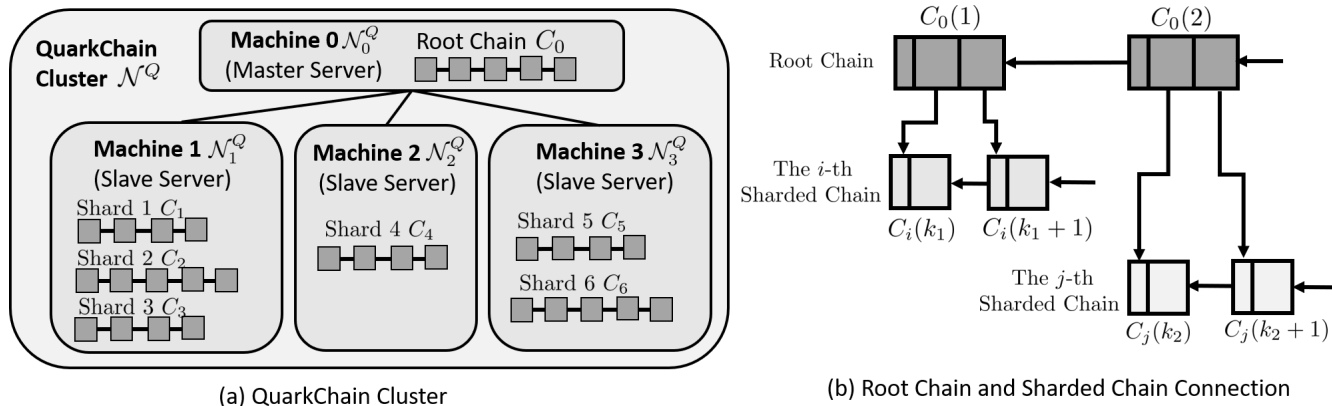 QuarkChain
Cluster 𝒩^Q
Machine 0 𝒩_0^Q
(Master Server)
Root Chain C_0
Machine 1 𝒩_1^Q
(Slave Server)
Shard 1 C_1
Shard 2 C_2
Shard 3 C_3
Machine 2 𝒩_2^Q
(Slave Server)
Shard 4 C_4
Machine 3 𝒩_3^Q
(Slave Server)
Shard 5 C_5
Shard 6 C_6
(a) QuarkChain Cluster
C_0(1)
C_0(2)
Root Chain
The i-th
Sharded Chain
C_i(k_1)
C_i(k_1 + 1)
The j-th
Sharded Chain
C_j(k_2)
C_j(k_2 + 1)
(b) Root Chain and Sharded Chain Connection